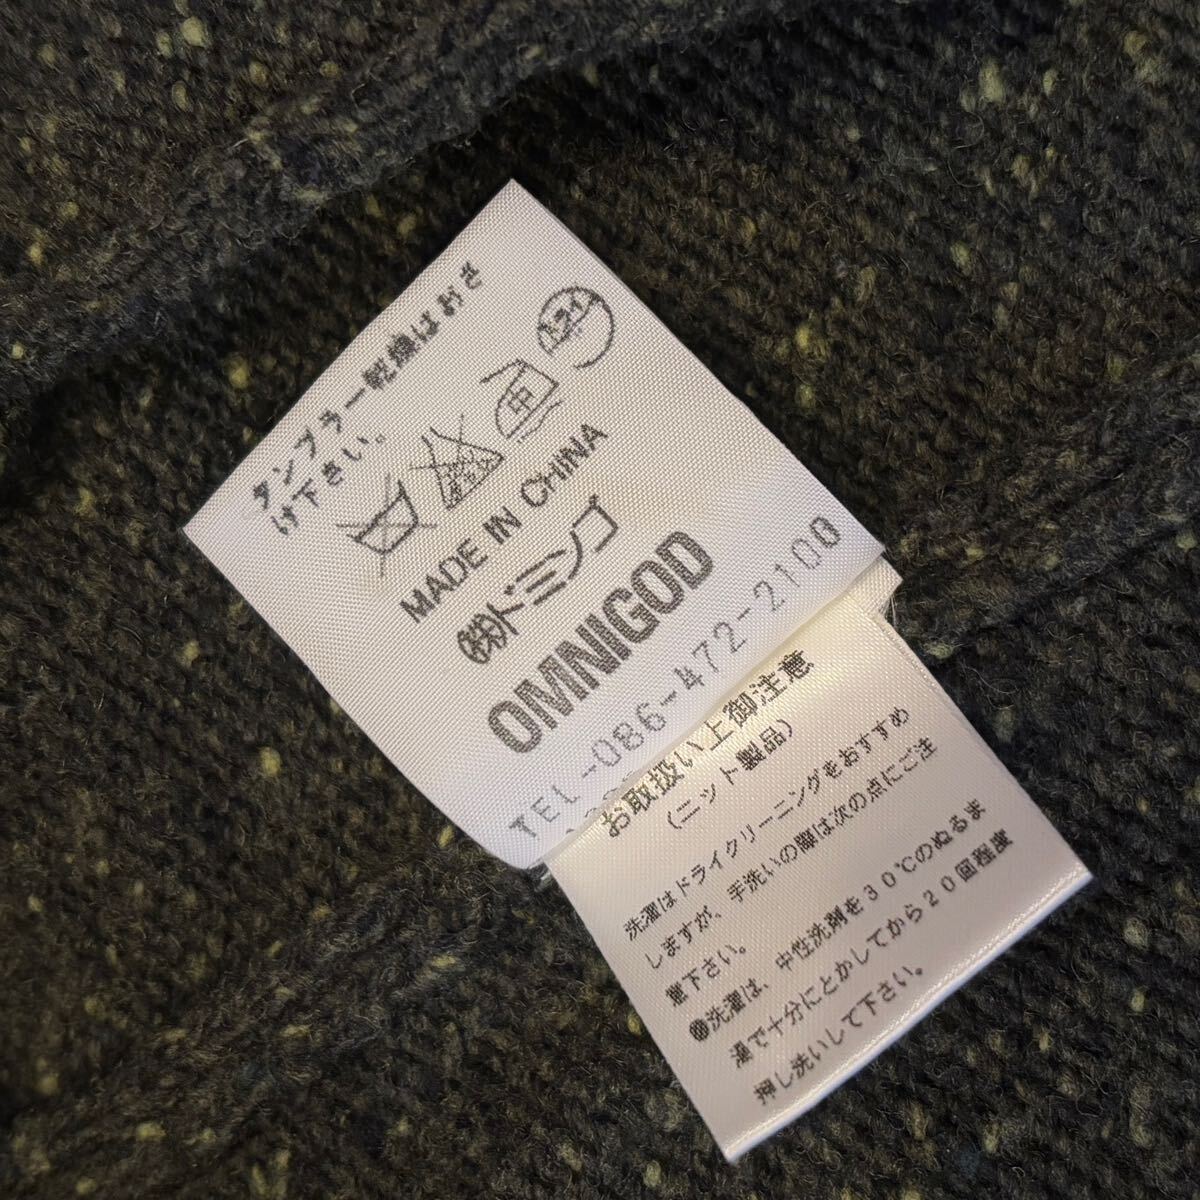 タンブラー乾燥はおさ
け下さい。
中
ドライ
MADE IN CHINA
㈱ドミンゴ
OMNIGOD
TEL-086-472-2100
お取扱い上御注意
(ニット製品)
洗濯はドライクリーニングをおすすめ
しますが、手洗いの際は次の点にご注
意下さい。
●洗濯は、中性洗剤を30℃のぬるま
湯で十分にとかしてから20回程度
押し洗いして下さい。